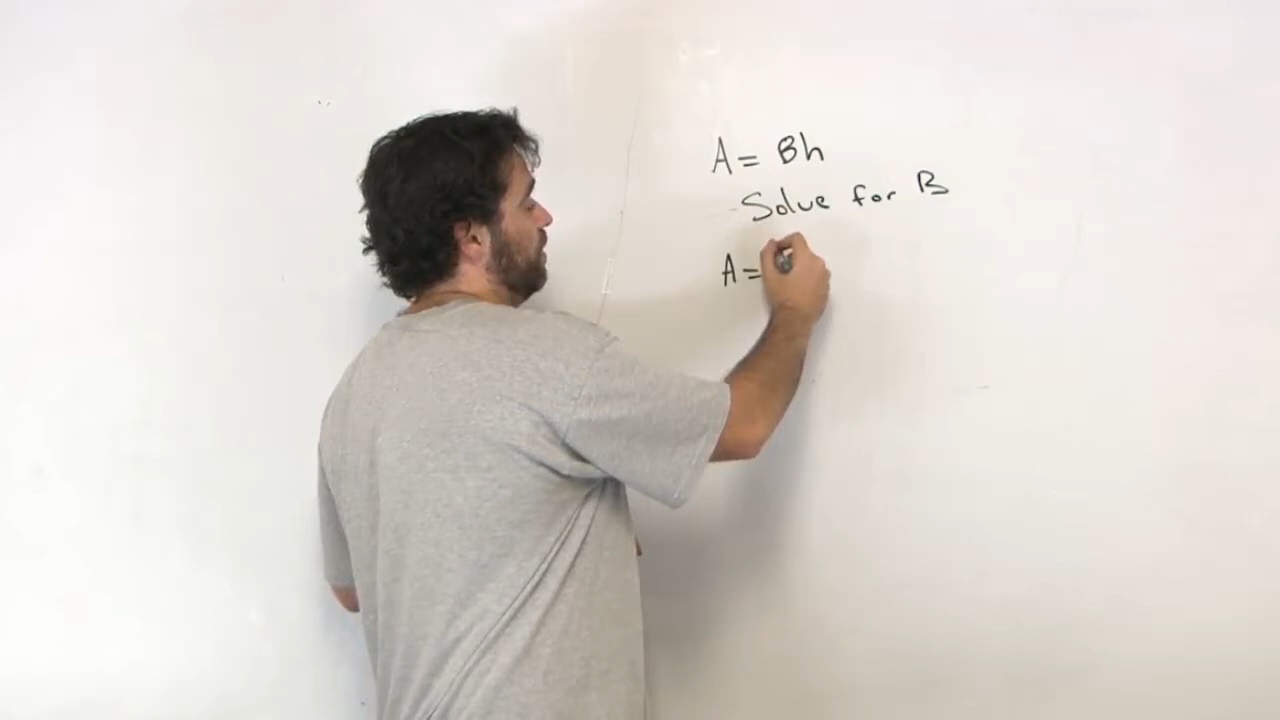 A = Bh
Solve for B
A =